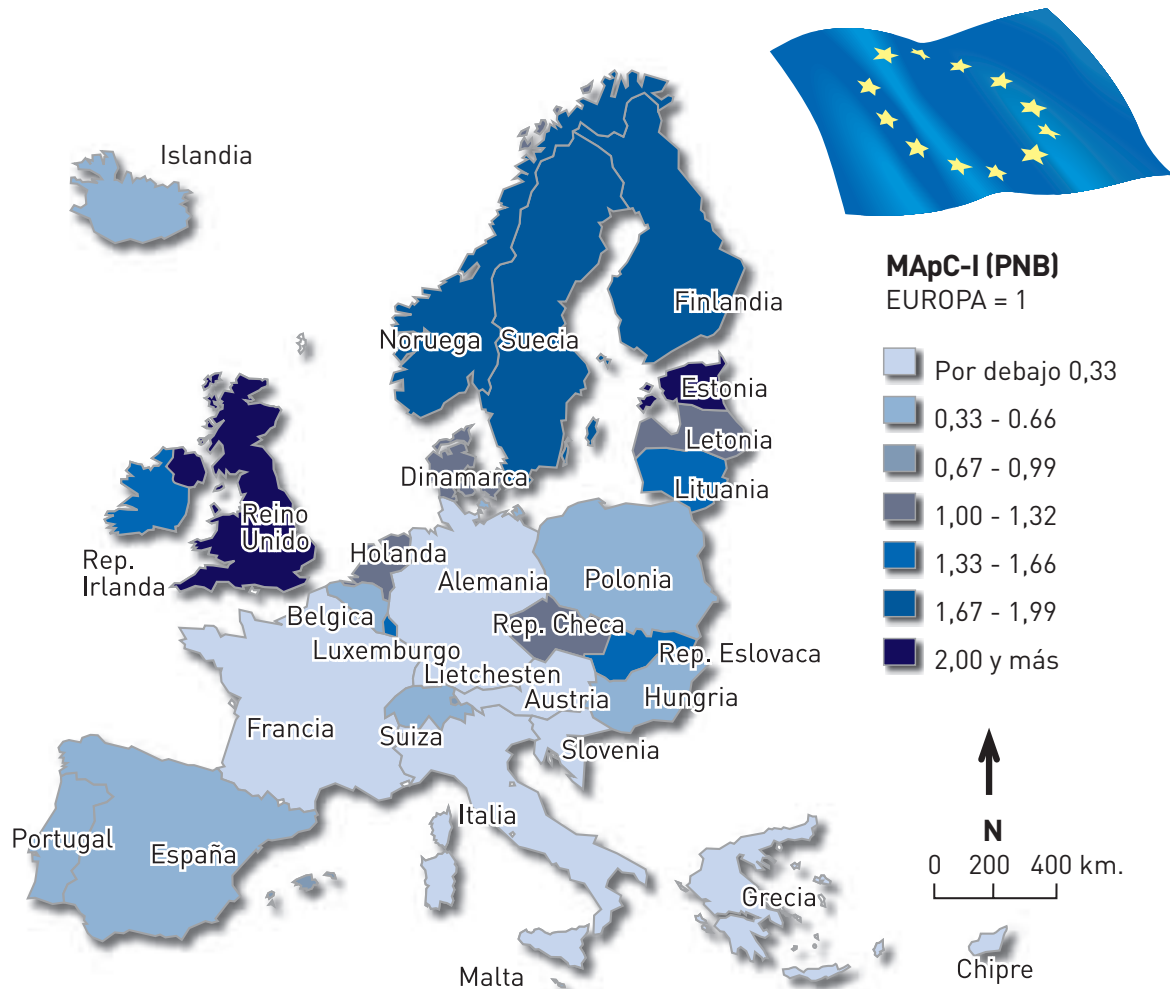 Islandia
MApC-I (PNB)
EUROPA = 1
Por debajo 0,33
0,33 - 0.66
0,67 - 0,99
1,00 - 1,32
1,33 - 1,66
1,67 - 1,99
2,00 y más
Finlandia
Noruega
Suecia
Estonia
Letonia
Dinamarca
Lituania
Reino
Unido
Rep.
Irlanda
Holanda
Alemania
Polonia
Belgica
Rep. Checa
Luxemburgo
Rep. Eslovaca
Lietchesten
Austria
Hungria
Francia
Suiza
Slovenia
Italia
Portugal
España
Grecia
Malta
Chipre
N
0 200 400 km.